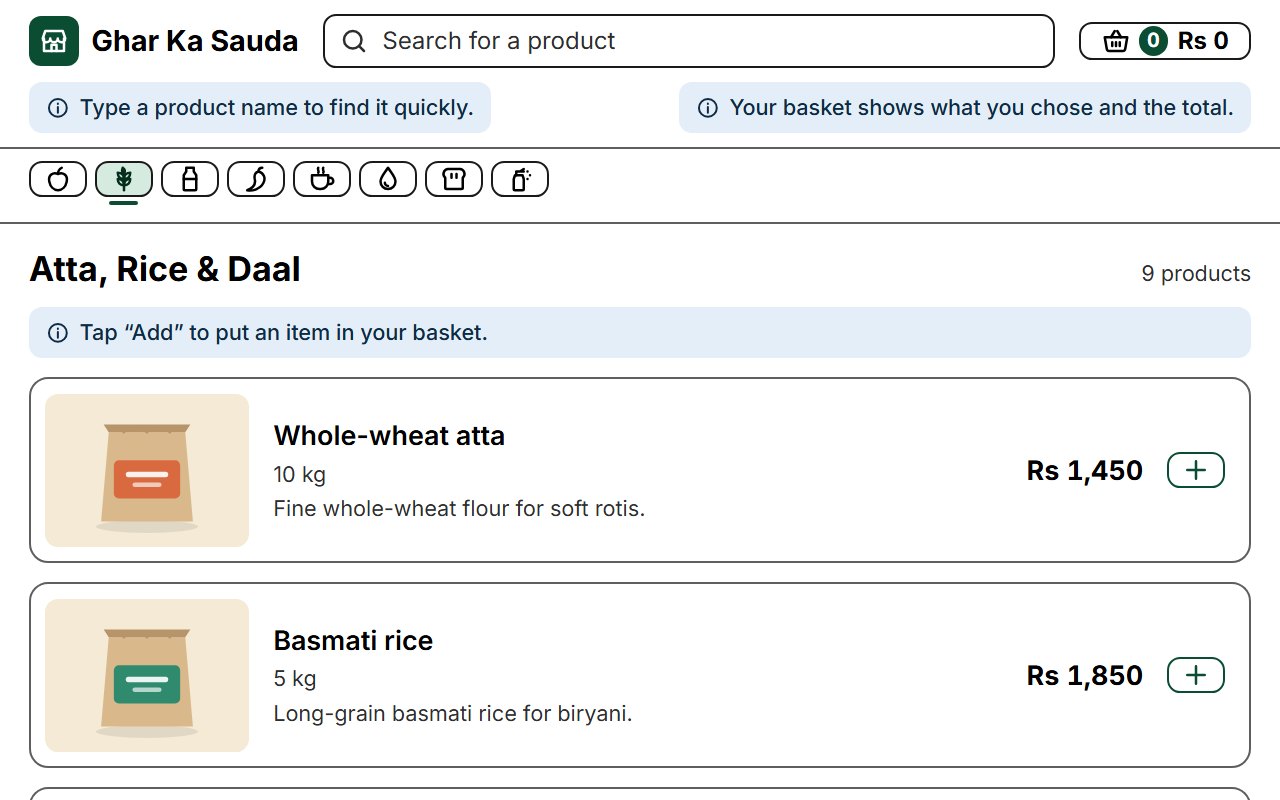 Ghar Ka Sauda
Search for a product
0 Rs 0
Type a product name to find it quickly.
Your basket shows what you chose and the total.
Atta, Rice & Daal
9 products
Tap “Add” to put an item in your basket.
Whole-wheat atta
10 kg
Fine whole-wheat flour for soft rotis.
Rs 1,450
Basmati rice
5 kg
Long-grain basmati rice for biryani.
Rs 1,850